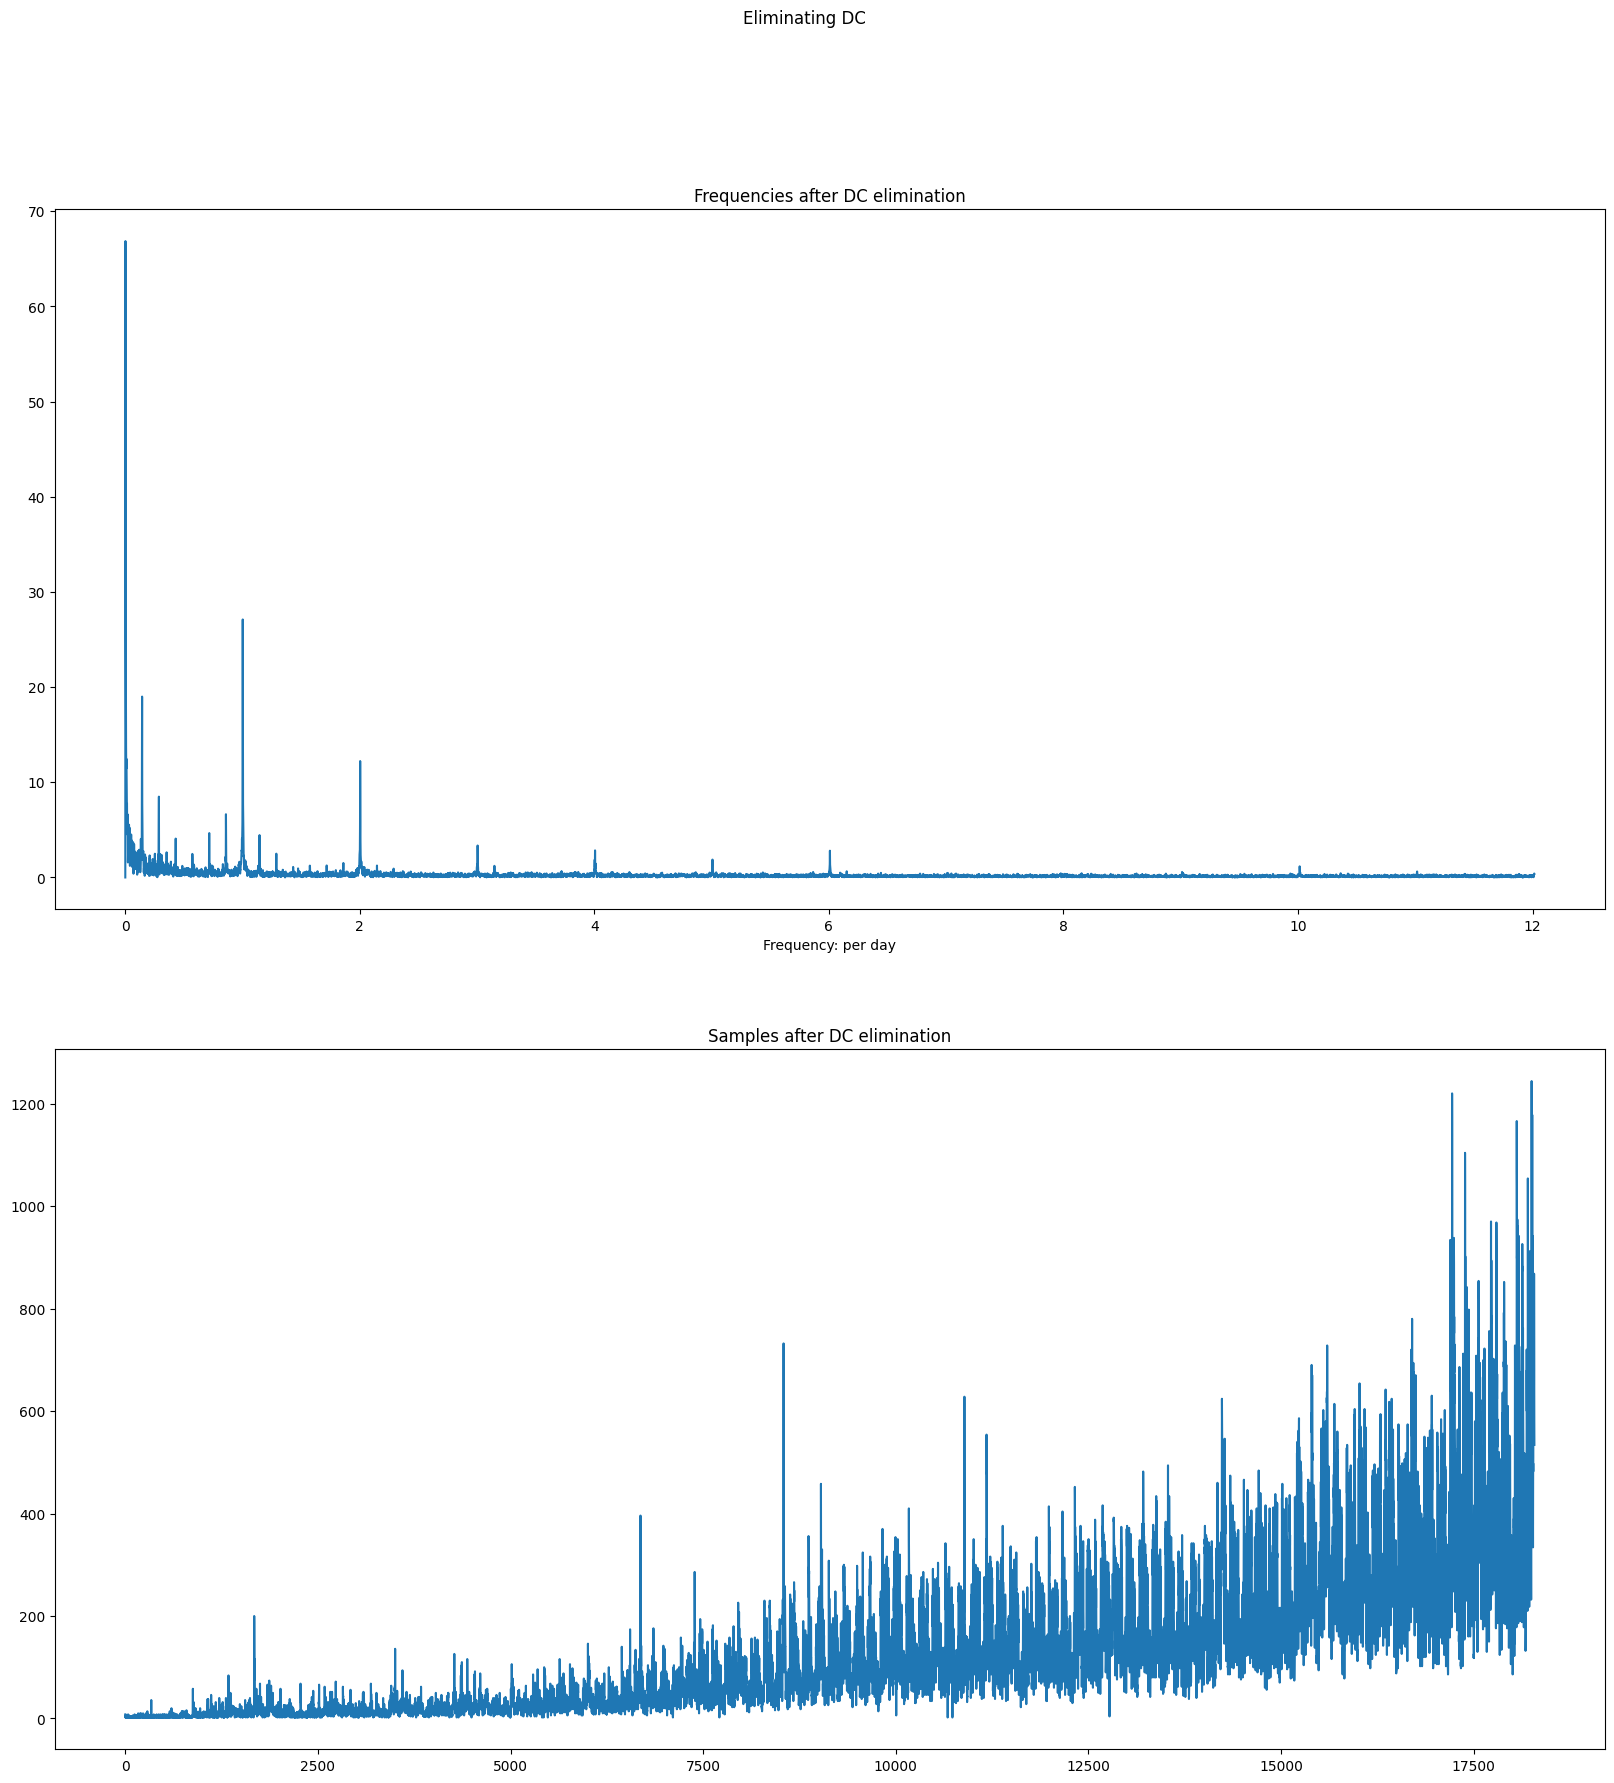 Eliminating DC
Frequencies after DC elimination
70
60
50
40
30
20
10
0
0 2 4 6 8 10 12
Frequency: per day
Samples after DC elimination
1200
1000
800
600
400
200
0
0 2500 5000 7500 10000 12500 15000 17500